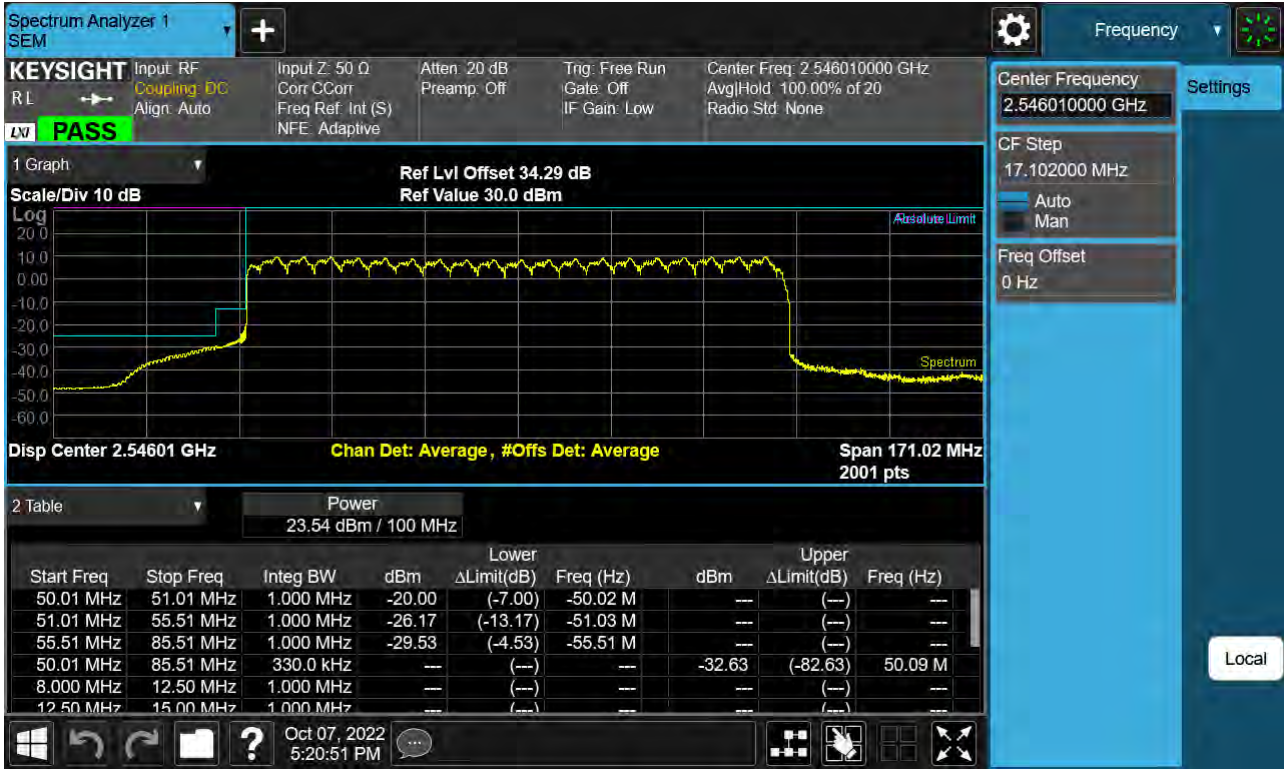 Spectrum Analyzer 1
SEM
Frequency
KEYSIGHT
RL
LXI
PASS
Input: RF
Coupling: DC
Align: Auto
Input Z: 50 Ω
Corr CCorr
Freq Ref: Int (S)
NFE: Adaptive
Atten: 20 dB
Preamp: Off
Trig: Free Run
Gate: Off
IF Gain: Low
Center Freq: 2.546010000 GHz
Avg|Hold: 100.00% of 20
Radio Std: None
Center Frequency
2.546010000 GHz
Settings
CF Step
17.102000 MHz
Auto
Man
Freq Offset
0 Hz
Local
1 Graph
Scale/Div 10 dB
Ref Lvl Offset 34.29 dB
Ref Value 30.0 dBm
Log
20.0
10.0
0.00
-10.0
-20.0
-30.0
-40.0
-50.0
-60.0
Absolute Limit
Spectrum
Disp Center 2.54601 GHz
Chan Det: Average , #Offs Det: Average
Span 171.02 MHz
2001 pts
2 Table
Power
23.54 dBm / 100 MHz
Lower Upper
Start Freq Stop Freq Integ BW dBm ΔLimit(dB) Freq (Hz) dBm ΔLimit(dB) Freq (Hz)
50.01 MHz 51.01 MHz 1.000 MHz -20.00 (-7.00) -50.02 M --- (---) ---
51.01 MHz 55.51 MHz 1.000 MHz -26.17 (-13.17) -51.03 M --- (---) ---
55.51 MHz 85.51 MHz 1.000 MHz -29.53 (-4.53) -55.51 M --- (---) ---
50.01 MHz 85.51 MHz 330.0 kHz --- (---) --- -32.63 (-82.63) 50.09 M
8.000 MHz 12.50 MHz 1.000 MHz --- (---) --- --- (---) ---
12.50 MHz 15.00 MHz 1.000 MHz --- (---) --- --- (---) ---
Oct 07, 2022
5:20:51 PM